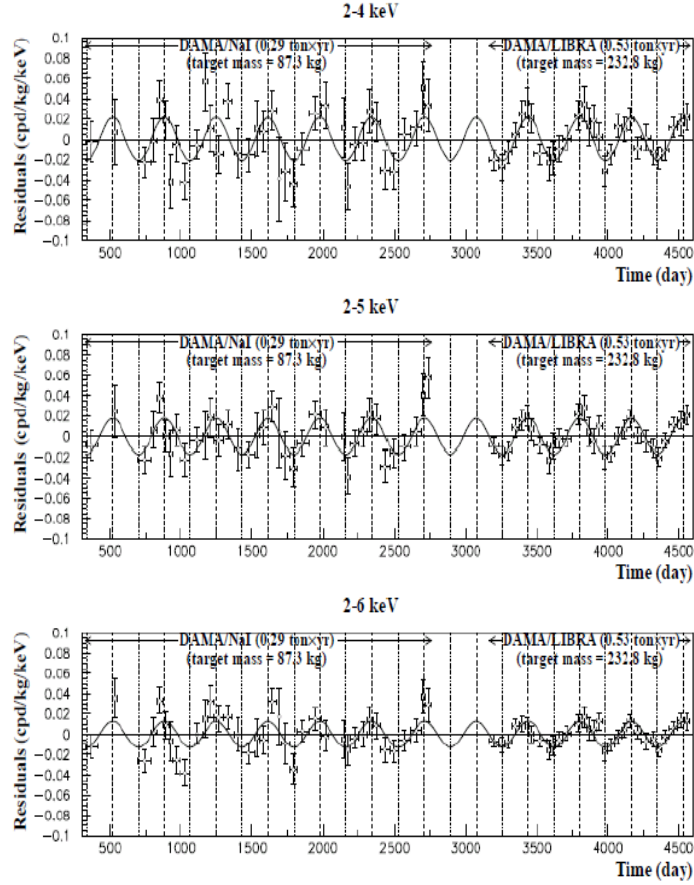 2-4 keV
Residuals (cpd/kg/keV)
0.1
0.08
0.06
0.04
0.02
0
−0.02
−0.04
−0.06
−0.08
−0.1
DAMA/NaI (0.29 ton×yr)
(target mass = 87.3 kg)
DAMA/LIBRA (0.53 ton×yr)
(target mass = 232.8 kg)
500 1000 1500 2000 2500 3000 3500 4000 4500
Time (day)
2-5 keV
Residuals (cpd/kg/keV)
0.1
0.08
0.06
0.04
0.02
0
−0.02
−0.04
−0.06
−0.08
−0.1
DAMA/NaI (0.29 ton×yr)
(target mass = 87.3 kg)
DAMA/LIBRA (0.53 ton×yr)
(target mass = 232.8 kg)
500 1000 1500 2000 2500 3000 3500 4000 4500
Time (day)
2-6 keV
Residuals (cpd/kg/keV)
0.1
0.08
0.06
0.04
0.02
0
−0.02
−0.04
−0.06
−0.08
−0.1
DAMA/NaI (0.29 ton×yr)
(target mass = 87.3 kg)
DAMA/LIBRA (0.53 ton×yr)
(target mass = 232.8 kg)
500 1000 1500 2000 2500 3000 3500 4000 4500
Time (day)